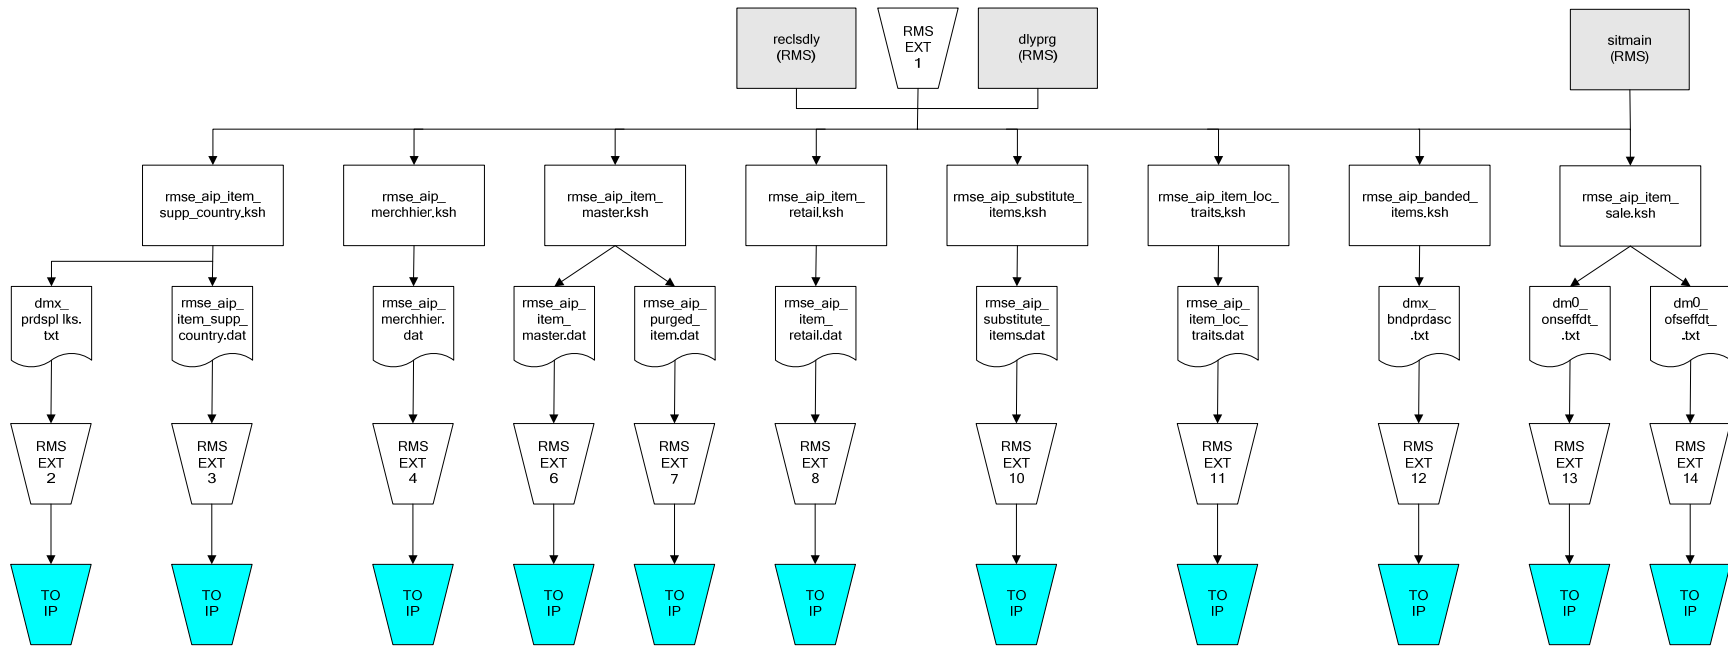 reclsdly
(RMS)
RMS
EXT
1
dlyprg
(RMS)
sitmain
(RMS)
rmse_aip_item_
supp_country.ksh
rmse_aip_
merchhier.ksh
rmse_aip_item_
master.ksh
rmse_aip_item_
retail.ksh
rmse_aip_substitute_
items.ksh
rmse_aip_item_loc_
traits.ksh
rmse_aip_banded_
items.ksh
rmse_aip_item_
sale.ksh
dmx_
prdspl lks.
txt
rmse_aip_
item_supp_
country.dat
rmse_aip_
merchhier.
dat
rmse_aip_
item_
master.dat
rmse_aip_
purged_
item.dat
rmse_aip_
item_
retail.dat
rmse_aip_
substitute_
items.dat
rmse_aip_
item_loc_
traits.dat
dmx_
bndprdasc
.txt
dm0_
onseffdt_
.txt
dm0_
ofseffdt_
.txt
RMS
EXT
2
RMS
EXT
3
RMS
EXT
4
RMS
EXT
6
RMS
EXT
7
RMS
EXT
8
RMS
EXT
10
RMS
EXT
11
RMS
EXT
12
RMS
EXT
13
RMS
EXT
14
TO
IP
TO
IP
TO
IP
TO
IP
TO
IP
TO
IP
TO
IP
TO
IP
TO
IP
TO
IP
TO
IP